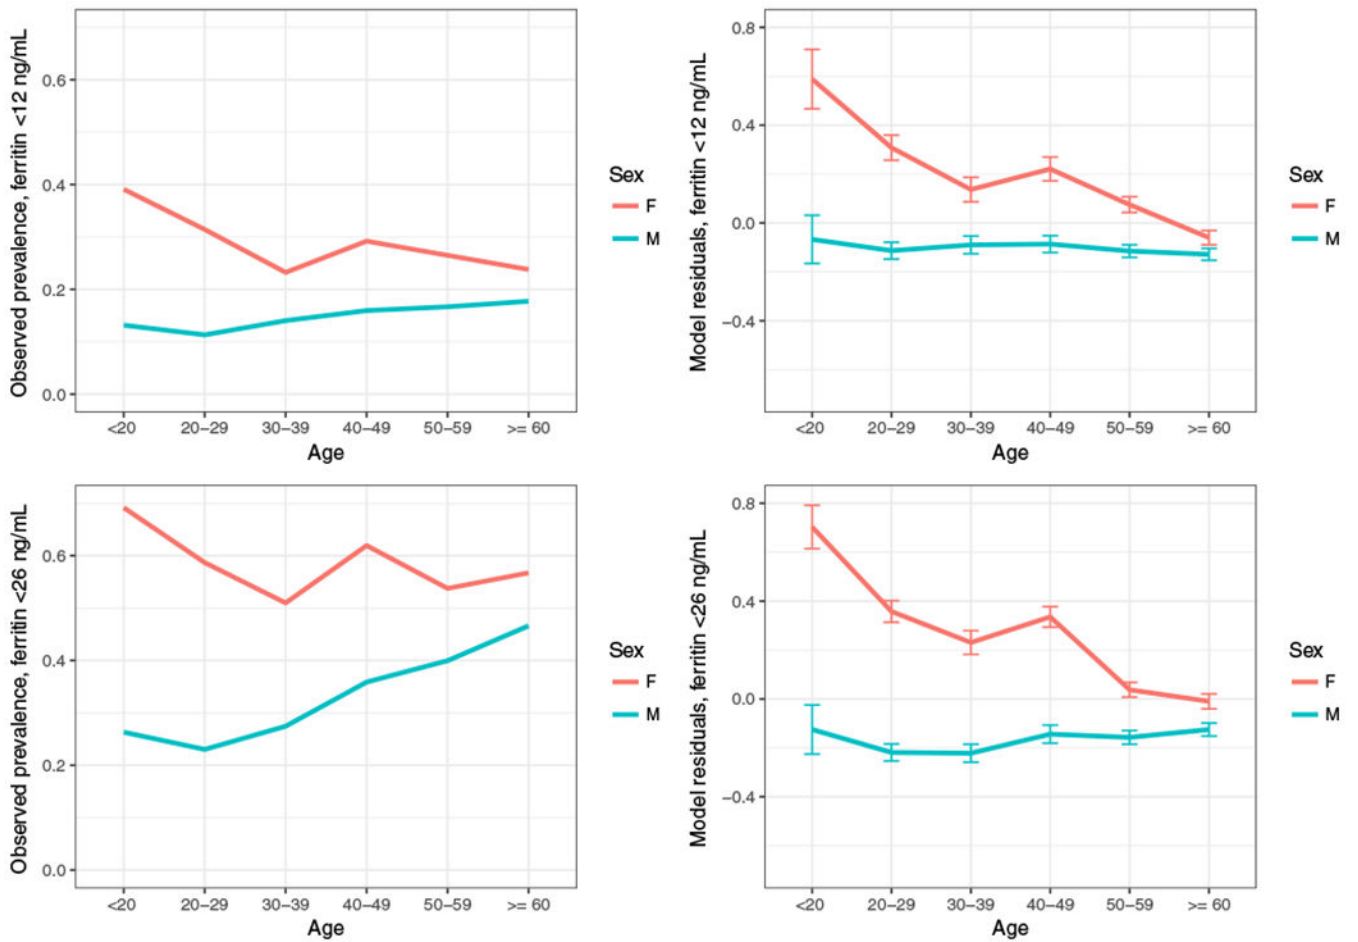 Observed prevalence, ferritin <12 ng/mL
0.6
0.4
0.2
0.0
<20 20–29 30–39 40–49 50–59 >= 60
Age
Sex
F
M
Model residuals, ferritin <12 ng/mL
0.8
0.4
0.0
−0.4
<20 20–29 30–39 40–49 50–59 >= 60
Age
Sex
F
M
Observed prevalence, ferritin <26 ng/mL
0.6
0.4
0.2
0.0
<20 20–29 30–39 40–49 50–59 >= 60
Age
Sex
F
M
Model residuals, ferritin <26 ng/mL
0.8
0.4
0.0
−0.4
<20 20–29 30–39 40–49 50–59 >= 60
Age
Sex
F
M